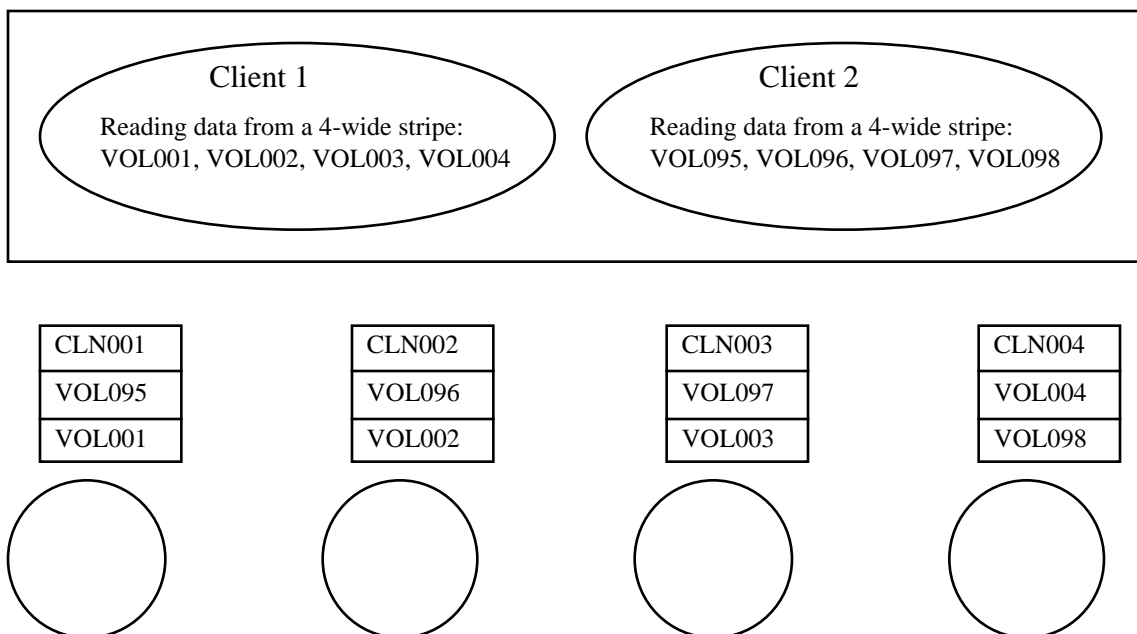 Client 1
Reading data from a 4-wide stripe:
VOL001, VOL002, VOL003, VOL004
Client 2
Reading data from a 4-wide stripe:
VOL095, VOL096, VOL097, VOL098
CLN001
VOL095
VOL001
CLN002
VOL096
VOL002
CLN003
VOL097
VOL003
CLN004
VOL004
VOL098